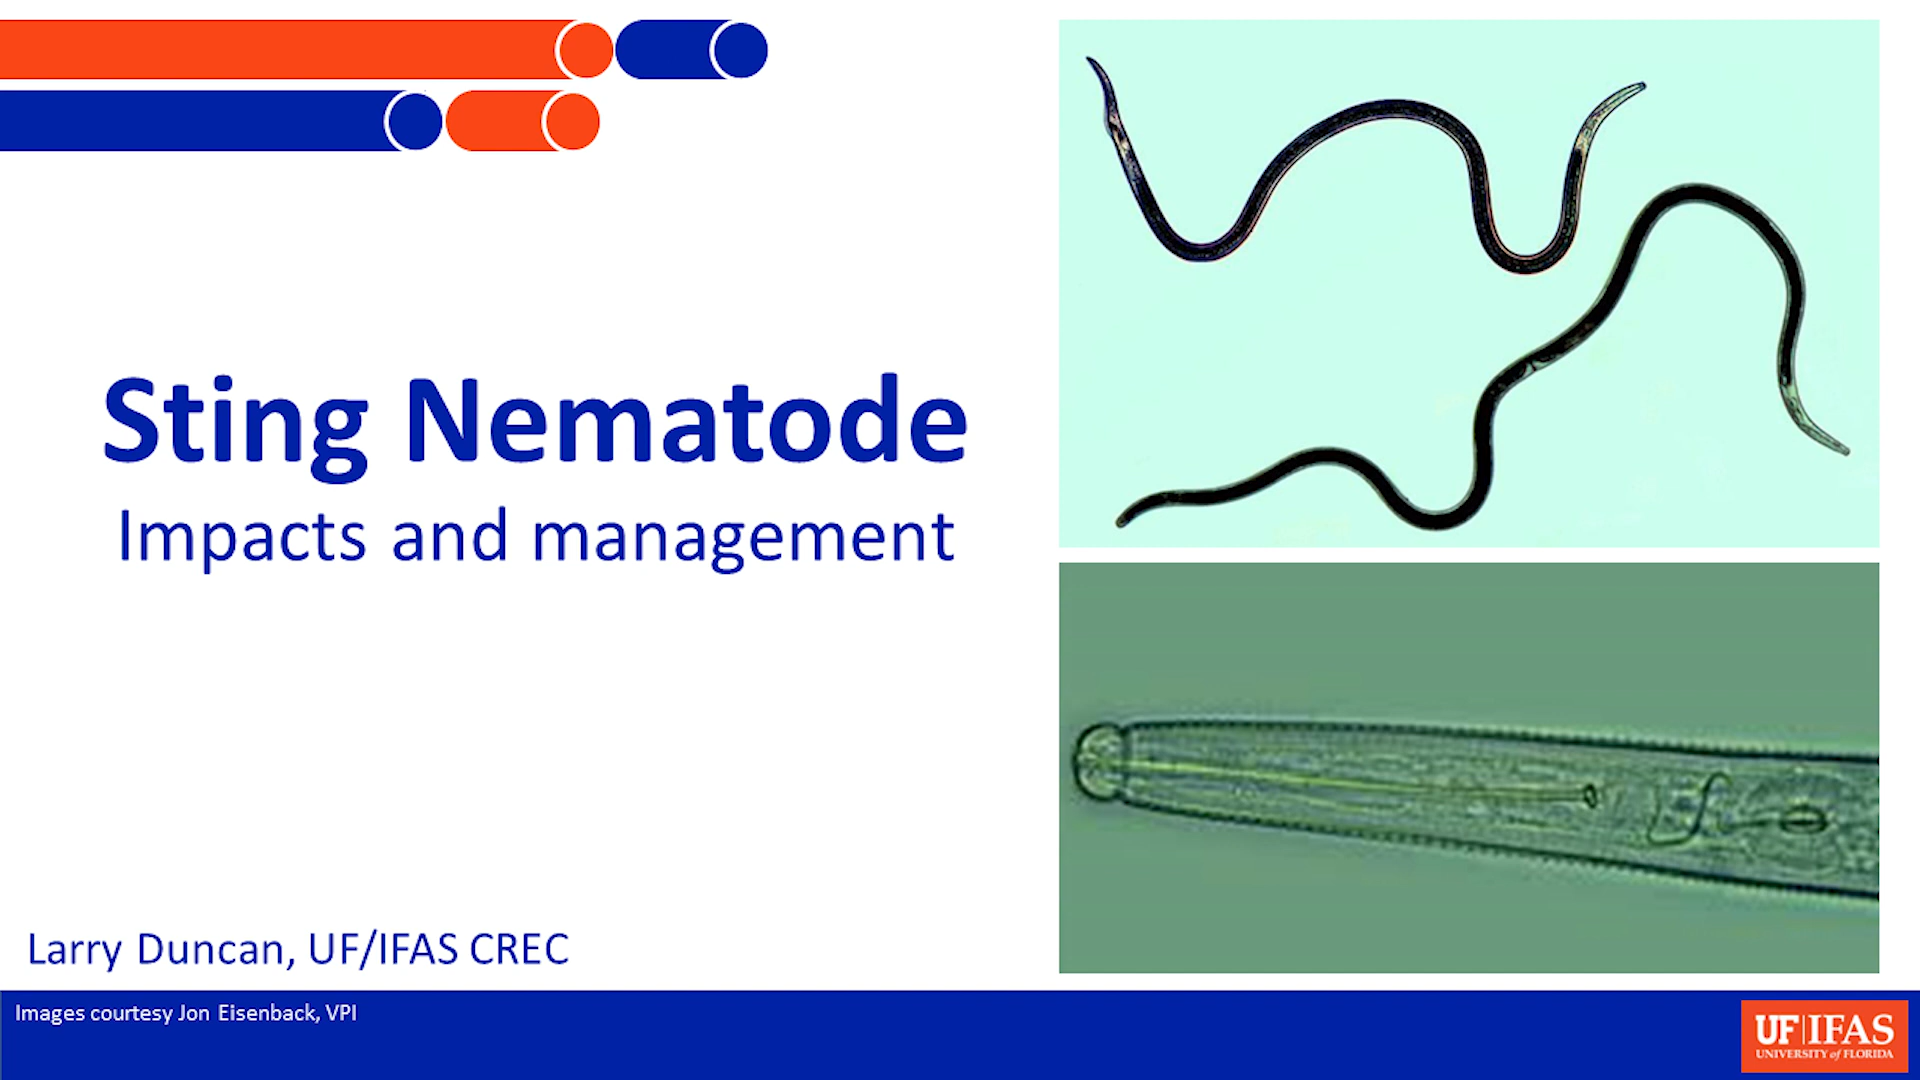 Sting Nematode
Impacts and management
Larry Duncan, UF/IFAS CREC
Images courtesy Jon Eisenback, VPI
UF|IFAS
UNIVERSITY of FLORIDA